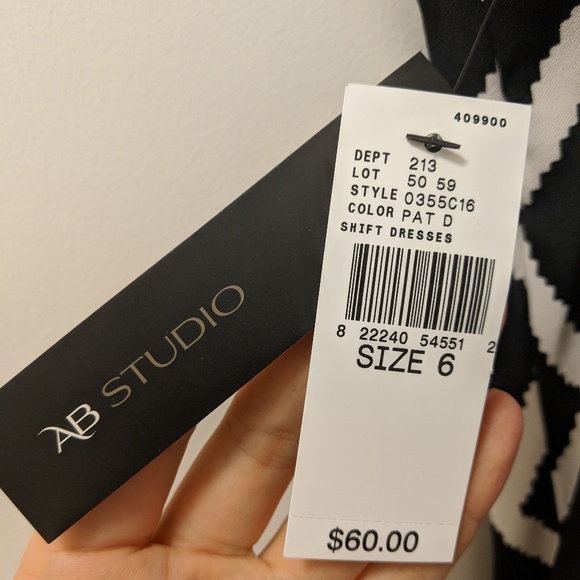 409900
DEPT 213
LOT 50 59
STYLE 0355C16
COLOR PAT D
SHIFT DRESSES
8 22240 54551 2
SIZE 6
$60.00
AB STUDIO